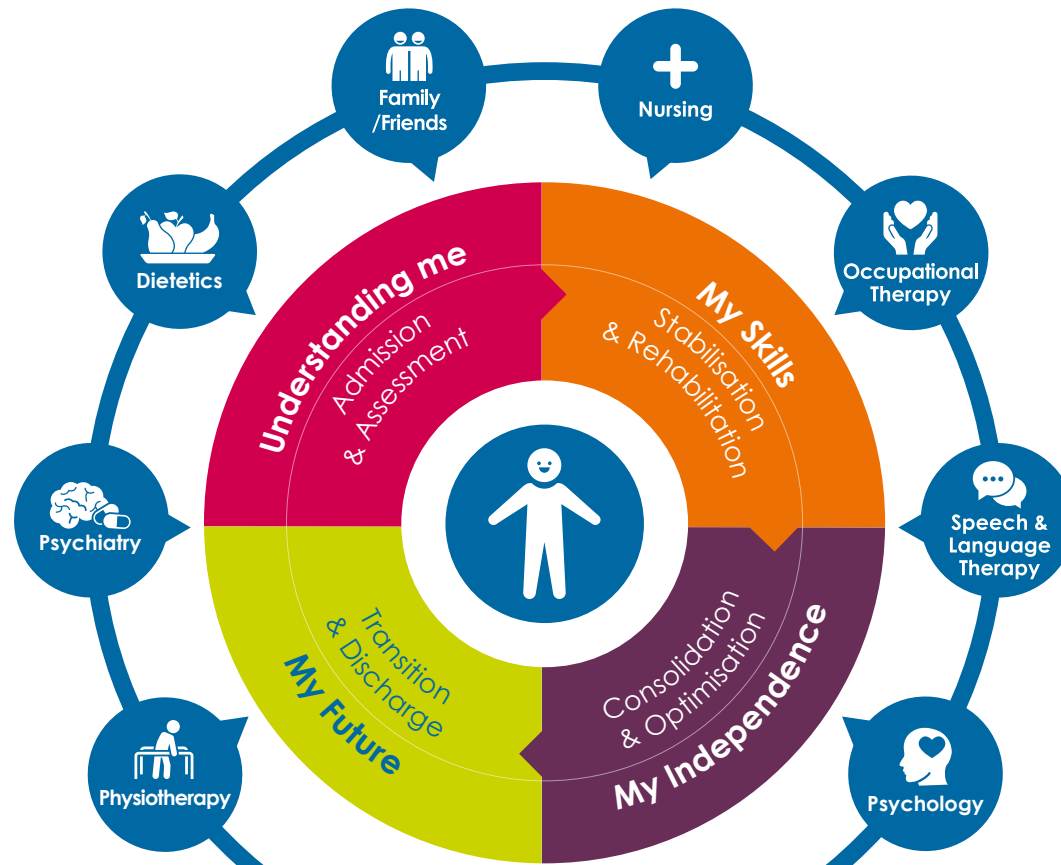 Family
/Friends
Nursing
Dietetics
Occupational
Therapy
Psychiatry
Speech &
Language
Therapy
Physiotherapy
Psychology
Understanding me
Admission
& Assessment
My Skills
Stabilisation
& Rehabilitation
My Independence
Consolidation
& Optimisation
My Future
Transition
& Discharge